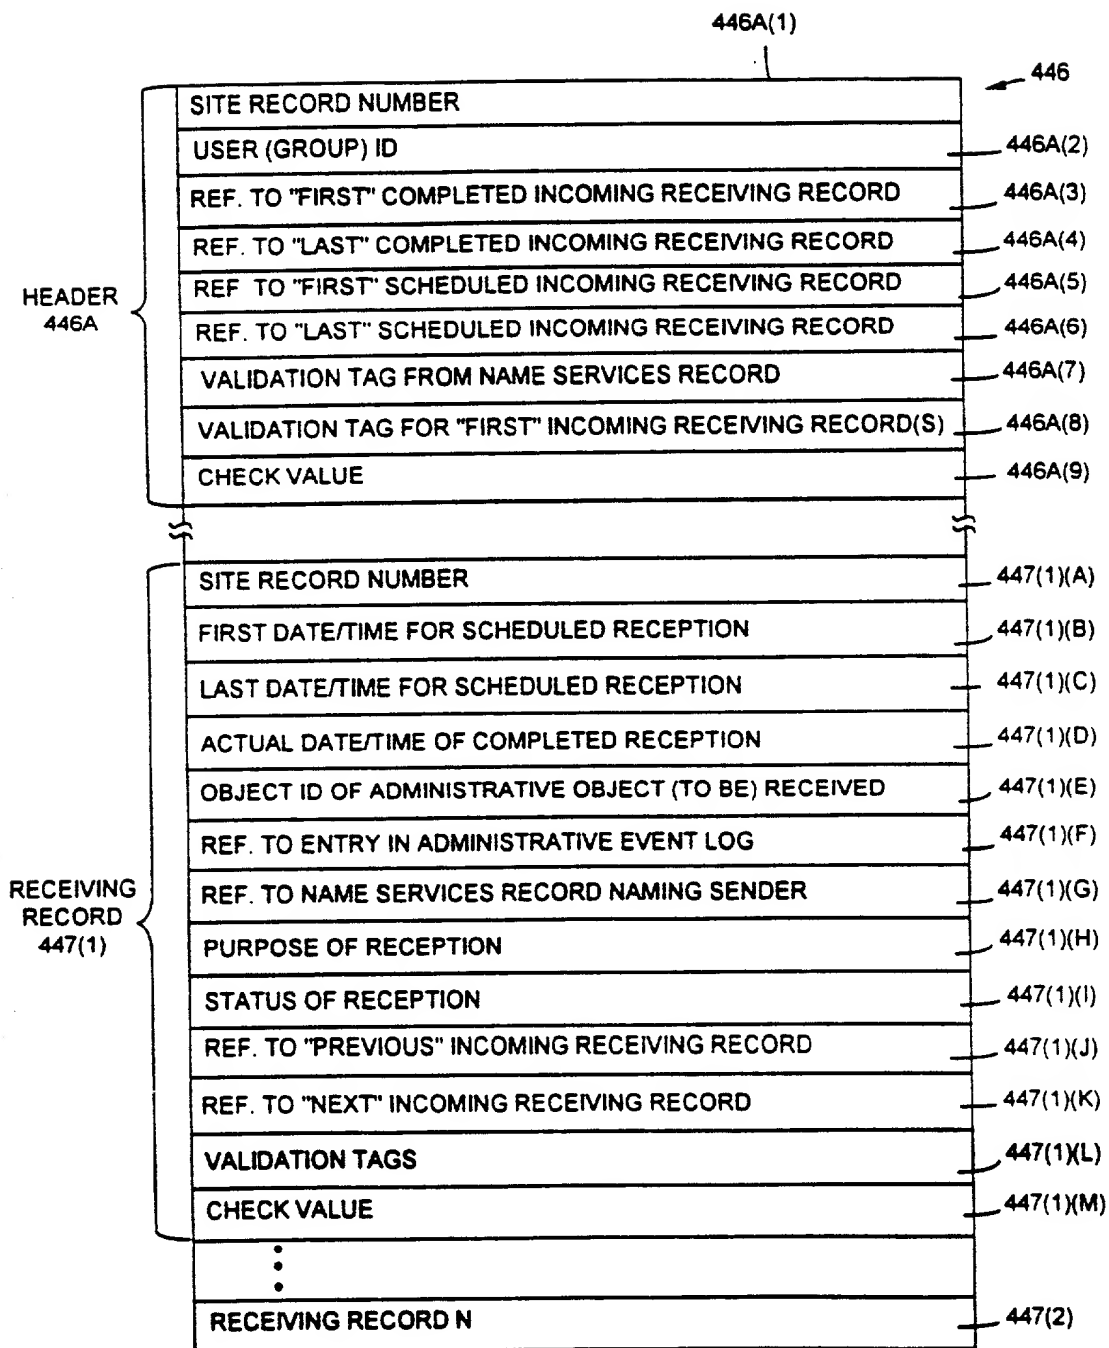 446A(1)
446
SITE RECORD NUMBER
USER (GROUP) ID 446A(2)
REF. TO "FIRST" COMPLETED INCOMING RECEIVING RECORD 446A(3)
REF. TO "LAST" COMPLETED INCOMING RECEIVING RECORD 446A(4)
REF TO "FIRST" SCHEDULED INCOMING RECEIVING RECORD 446A(5)
REF. TO "LAST" SCHEDULED INCOMING RECEIVING RECORD 446A(6)
HEADER
446A
VALIDATION TAG FROM NAME SERVICES RECORD 446A(7)
VALIDATION TAG FOR "FIRST" INCOMING RECEIVING RECORD(S) 446A(8)
CHECK VALUE 446A(9)
SITE RECORD NUMBER 447(1)(A)
FIRST DATE/TIME FOR SCHEDULED RECEPTION 447(1)(B)
LAST DATE/TIME FOR SCHEDULED RECEPTION 447(1)(C)
ACTUAL DATE/TIME OF COMPLETED RECEPTION 447(1)(D)
OBJECT ID OF ADMINISTRATIVE OBJECT (TO BE) RECEIVED 447(1)(E)
REF. TO ENTRY IN ADMINISTRATIVE EVENT LOG 447(1)(F)
REF. TO NAME SERVICES RECORD NAMING SENDER 447(1)(G)
RECEIVING
RECORD
447(1)
PURPOSE OF RECEPTION 447(1)(H)
STATUS OF RECEPTION 447(1)(I)
REF. TO "PREVIOUS" INCOMING RECEIVING RECORD 447(1)(J)
REF. TO "NEXT" INCOMING RECEIVING RECORD 447(1)(K)
VALIDATION TAGS 447(1)(L)
CHECK VALUE 447(1)(M)
RECEIVING RECORD N 447(2)